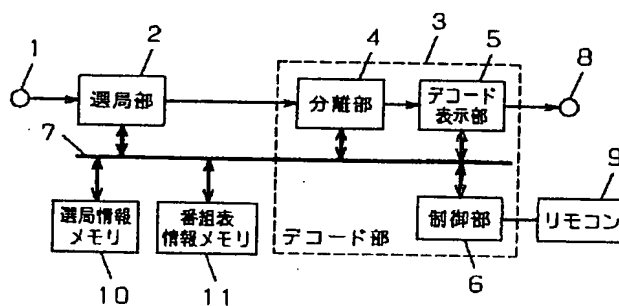 1
2
4
3
5
8
選局部
分離部
デコード
表示部
7
9
選局情報
メモリ
番組表
情報メモリ
デコード部
制御部
リモコン
10
11
6